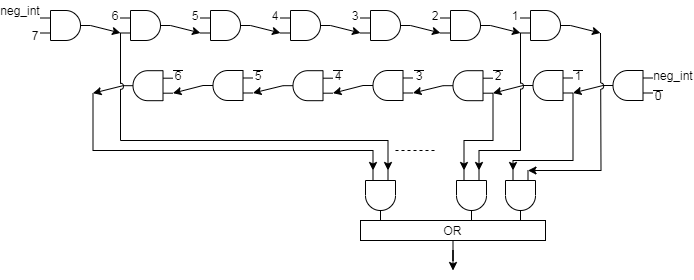 neg_int
7 6 5 4 3 2 1
6̅ 5̅ 4̅ 3̅ 2̅ 1̅ neg_int
0̅
OR